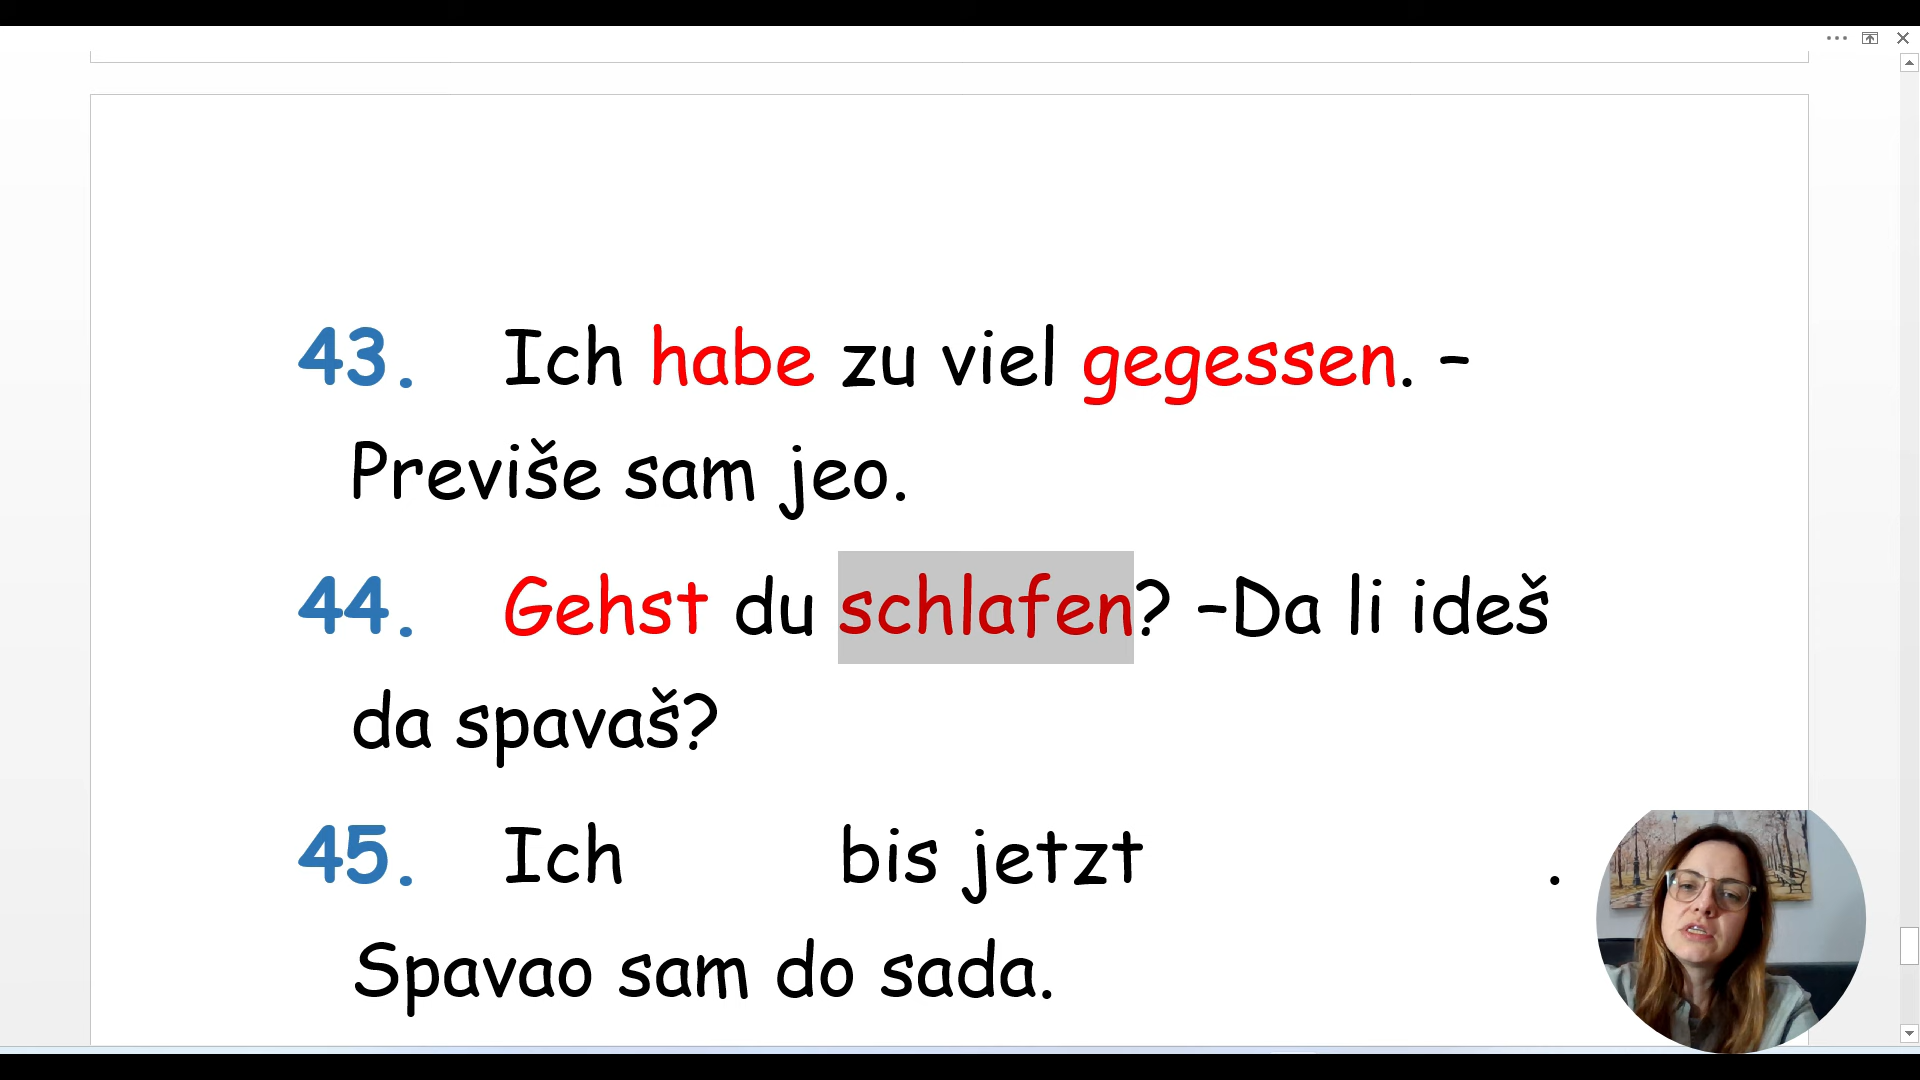 43. Ich habe zu viel gegessen. –
Previše sam jeo.
44. Gehst du schlafen? –Da li ideš
da spavaš?
45. Ich bis jetzt .
Spavao sam do sada.